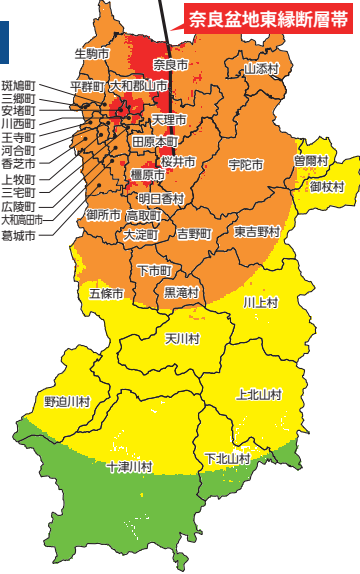 奈良盆地東縁断層帯
生駒市
奈良市
山添村
平群町
大和郡山市
斑鳩町
三郷町
安堵町
川西町
王寺町
河合町
香芝市
上牧町
三宅町
広陵町
大和高田市
葛城市
天理市
田原本町
桜井市
宇陀市
曽爾村
御杖村
橿原市
明日香村
御所市
高取町
大淀町
吉野町
東吉野村
下市町
五條市
黒滝村
川上村
天川村
野迫川村
上北山村
十津川村
下北山村